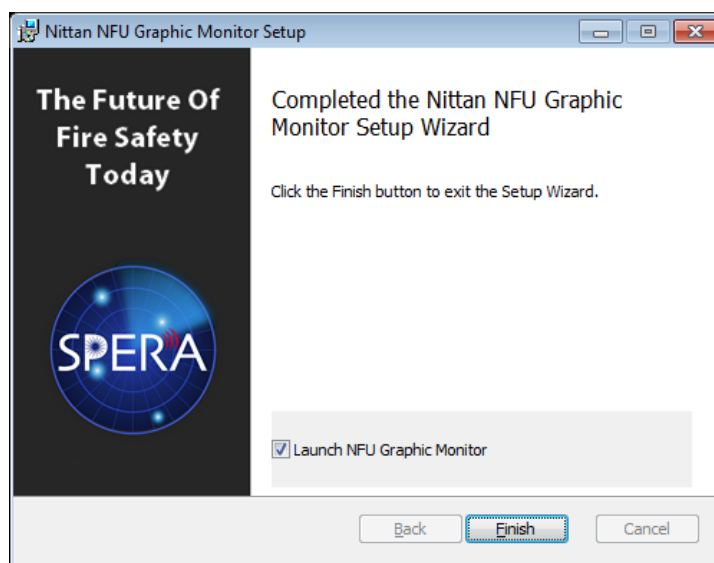 Nittan NFU Graphic Monitor Setup
The Future Of
Fire Safety
Today
SPERA
Completed the Nittan NFU Graphic
Monitor Setup Wizard
Click the Finish button to exit the Setup Wizard.
Launch NFU Graphic Monitor
Back
Finish
Cancel